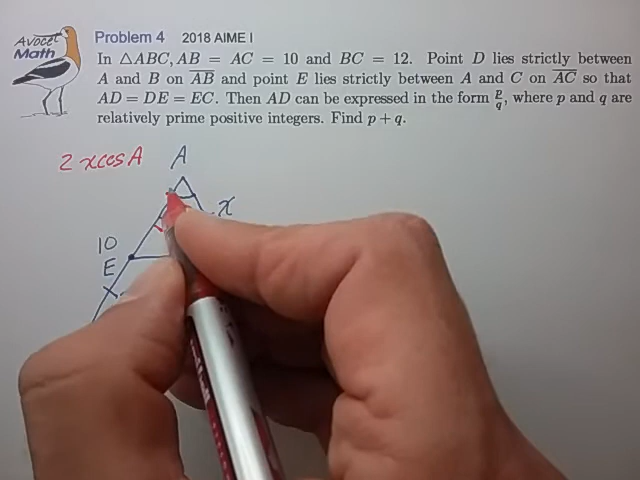 Avocet
Math
Problem 4 2018 AIME I
In △ABC, AB = AC = 10 and BC = 12. Point D lies strictly between
A and B on AB and point E lies strictly between A and C on AC so that
AD = DE = EC. Then AD can be expressed in the form p/q, where p and q are
relatively prime positive integers. Find p + q.
2 x cos A
A
x
10
E
x